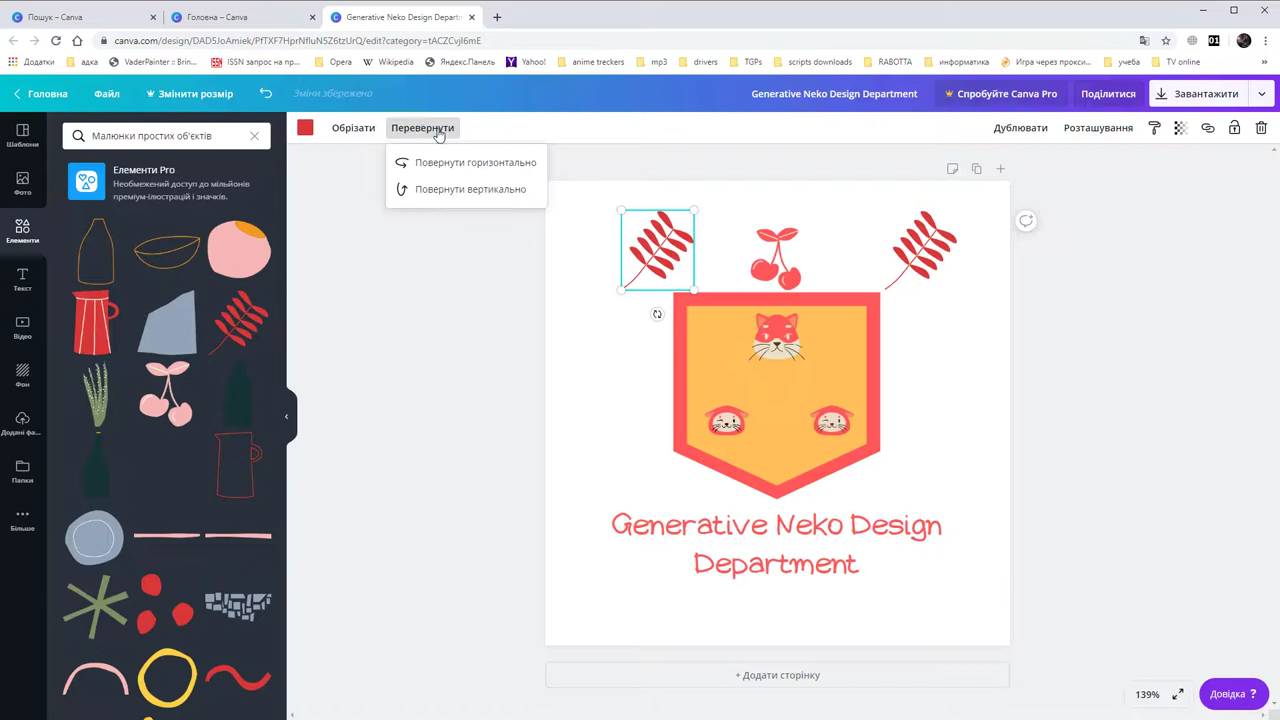 Пошук – Canva
Головна – Canva
Generative Neko Design Departm
canva.com/design/DAD5JoAmiek/PfTXF7HprNfluN5Z6tzUrQ/edit?category=tACZCvjI6mE
Додатки
адка
VaderPainter :: Brin...
ISSN запрос на пр...
Opera
Wikipedia
Яндекс.Панель
Yahoo!
anime treckers
mp3
drivers
TGPs
scripts downloads
RABOTTA
информатика
Игра через прокси...
учеба
TV online
Головна
Файл
Змінити розмір
Зміни збережено
Generative Neko Design Department
Спробуйте Canva Pro
Поділитися
Завантажити
Шаблони
Фото
Елементи
Текст
Відео
Фон
Додані фа...
Папки
Більше
Малюнки простих об'єктів
Елементи Pro
Необмежений доступ до мільйонів
преміум-ілюстрацій і значків.
Обрізати
Перевернути
Повернути горизонтально
Повернути вертикально
Дублювати
Розташування
Generative Neko Design
Department
+ Додати сторінку
139%
Довідка ?